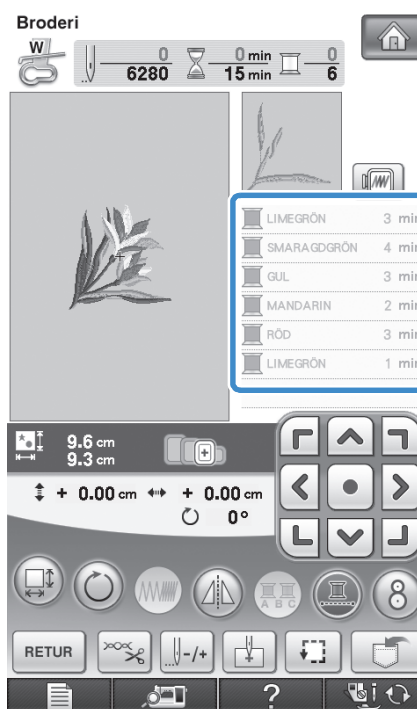 Broderi
W
0 0 min 0
6280 15 min 6
LIMEGRÖN 3 min
SMARAGDGRÖN 4 min
GUL 3 min
MANDARIN 2 min
RÖD 3 min
LIMEGRÖN 1 min
9.6 cm
9.3 cm
+ 0.00 cm + 0.00 cm
0°
A B C
8
RETUR -/+
?